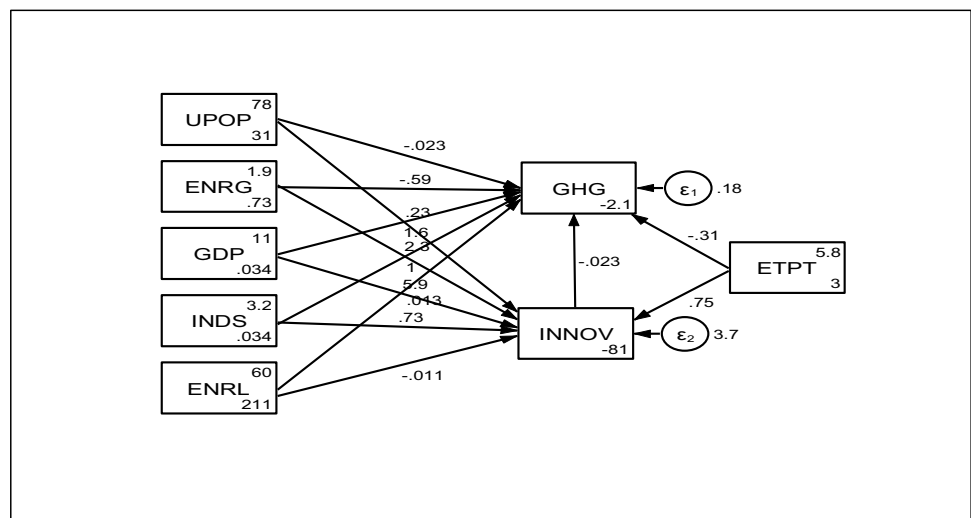 78
UPOP
31
1.9
ENRG
.73
11
GDP
.034
3.2
INDS
.034
60
ENRL
211
-.023
-.59
.23
1.6
2.3
1
5.9
.013
.73
-.011
GHG
-2.1
ε1
.18
-.023
-.31
.75
INNOV
-81
ε2
3.7
5.8
ETPT
3